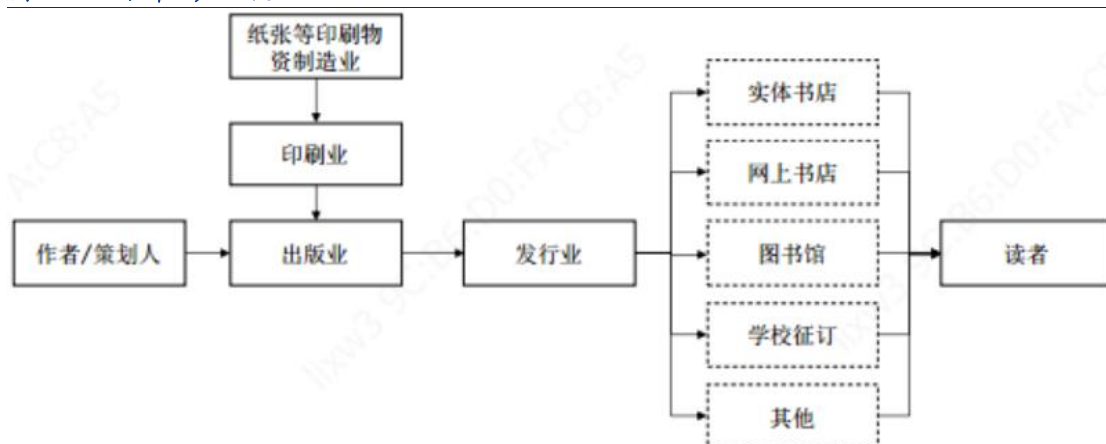 纸张等印刷物
资制造业
印刷业
作者/策划人
出版业
发行业
实体书店
网上书店
图书馆
学校征订
其他
读者